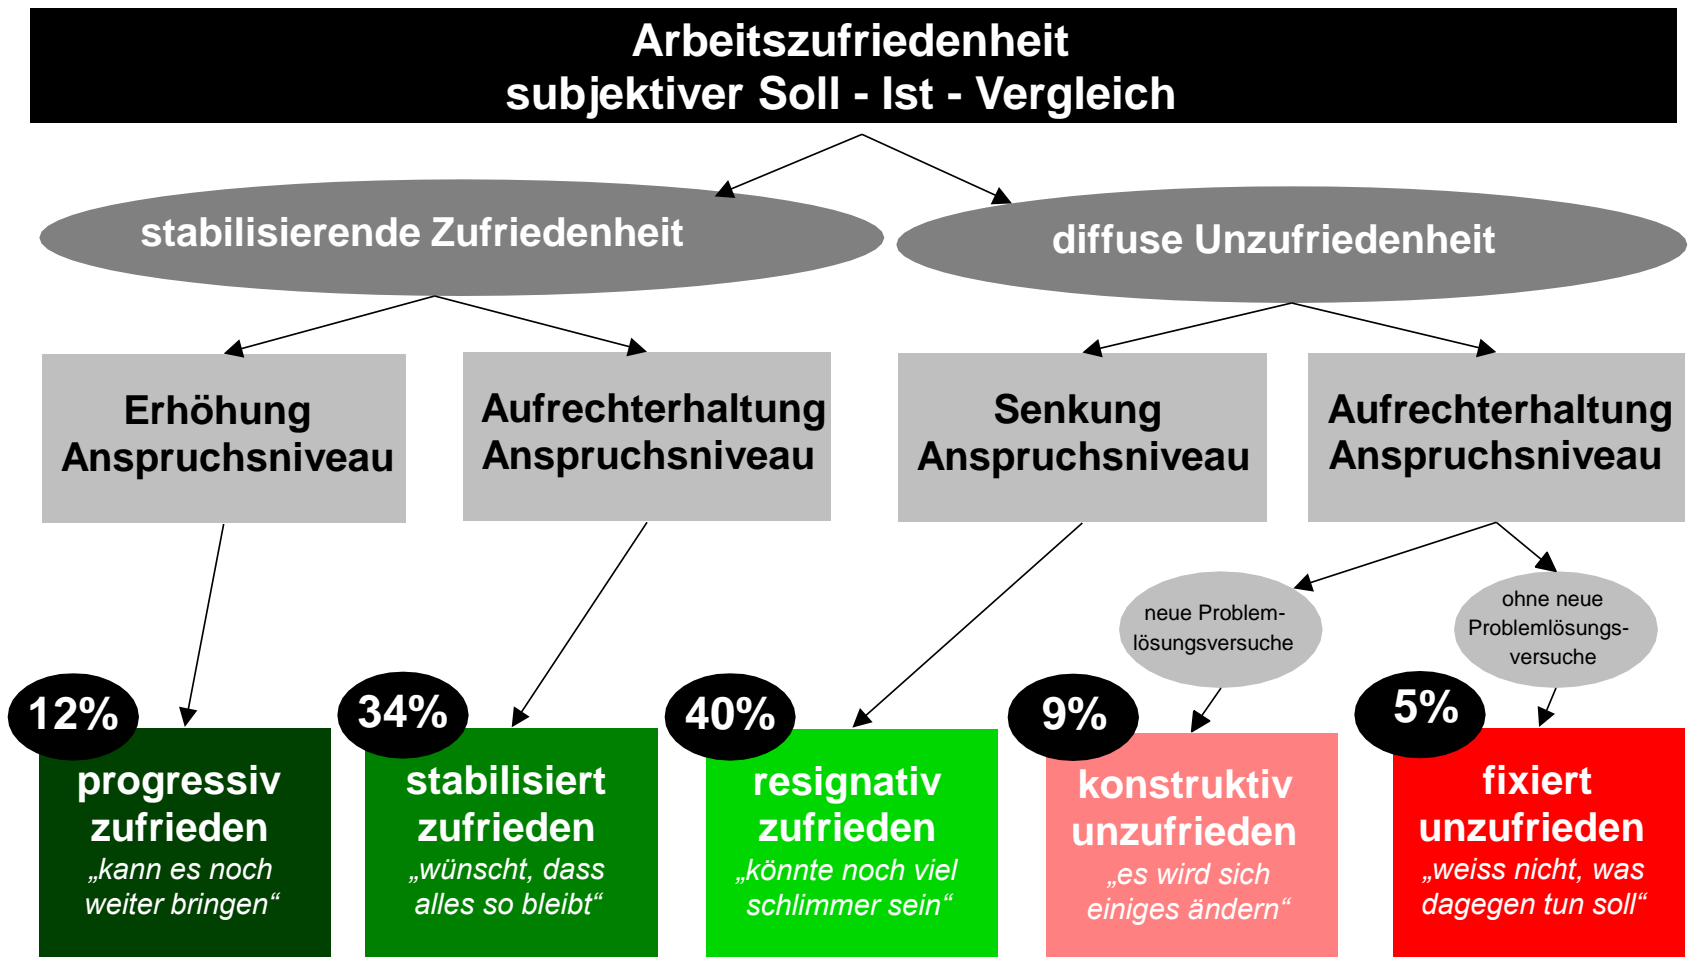 Arbeitszufriedenheit
subjektiver Soll - Ist - Vergleich
stabilisierende Zufriedenheit
diffuse Unzufriedenheit
Erhöhung
Anspruchsniveau
Aufrechterhaltung
Anspruchsniveau
Senkung
Anspruchsniveau
Aufrechterhaltung
Anspruchsniveau
neue Problem-
lösungsversuche
ohne neue
Problemlösungs-
versuche
12%
progressiv
zufrieden
„kann es noch
weiter bringen“
34%
stabilisiert
zufrieden
„wünscht, dass
alles so bleibt“
40%
resignativ
zufrieden
„könnte noch viel
schlimmer sein“
9%
konstruktiv
unzufrieden
„es wird sich
einiges ändern“
5%
fixiert
unzufrieden
„weiss nicht, was
dagegen tun soll“